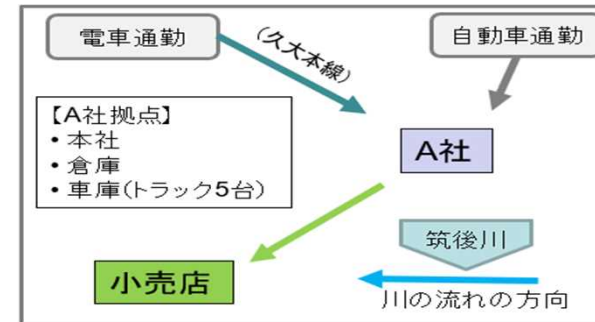 電車通勤
(久大本線)
自動車通勤
【A社拠点】
• 本社
• 倉庫
• 車庫(トラック5台)
A社
筑後川
小売店
川の流れの方向